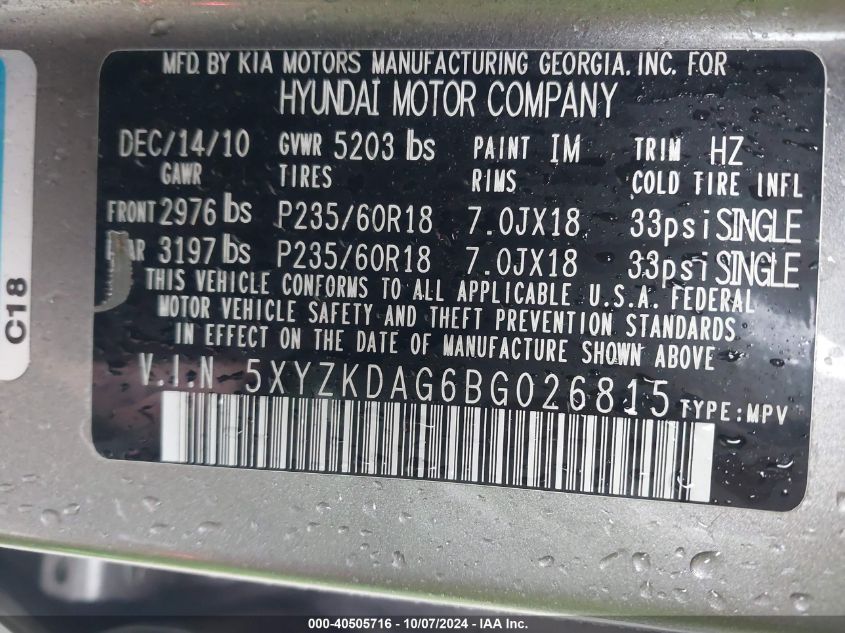 MFD. BY KIA MOTORS MANUFACTURING GEORGIA. INC. FOR
HYUNDAI MOTOR COMPANY
DEC/14/10 GVWR 5203 lbs PAINT IM TRIM HZ
GAWR TIRES RIMS COLD TIRE INFL
FRONT 2976 lbs P235/60R18 7.0JX18 33psi SINGLE
3197 lbs P235/60R18 7.0JX18 33psi SINGLE
THIS VEHICLE CONFORMS TO ALL APPLICABLE U.S.A. FEDERAL
MOTOR VEHICLE SAFETY AND THEFT PREVENTION STANDARDS
IN EFFECT ON THE DATE OF MANUFACTURE SHOWN ABOVE
V.I.N 5XYZKDAG6BG026815 TYPE:MPV
C18
000-40505716 - 10/07/2024 - IAA Inc.